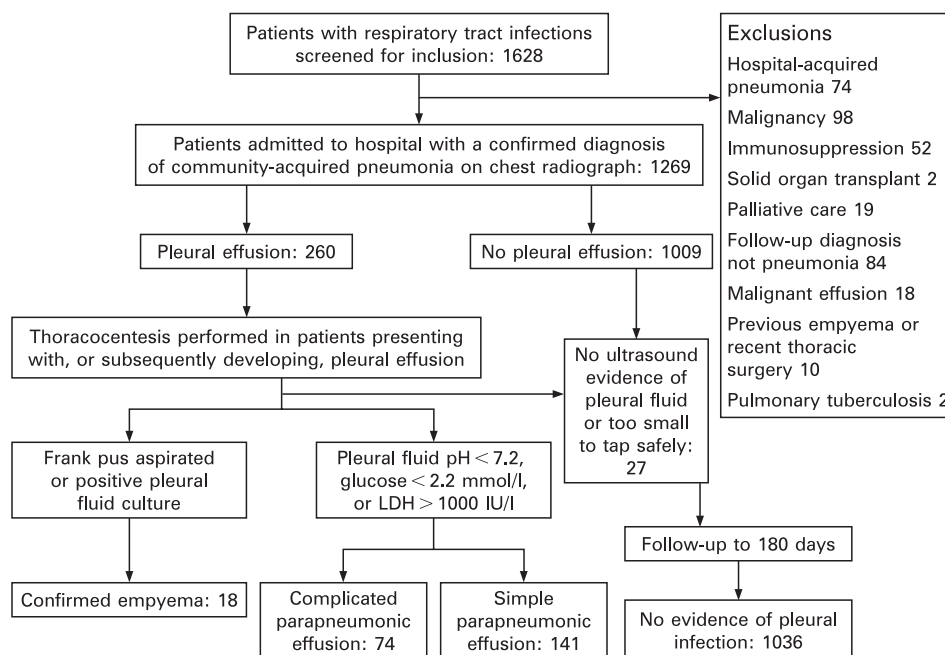 Patients with respiratory tract infections
screened for inclusion: 1628
Exclusions
Hospital-acquired
pneumonia 74
Malignancy 98
Immunosuppression 52
Solid organ transplant 2
Palliative care 19
Follow-up diagnosis
not pneumonia 84
Malignant effusion 18
Previous empyema or
recent thoracic
surgery 10
Pulmonary tuberculosis 2
Patients admitted to hospital with a confirmed diagnosis
of community-acquired pneumonia on chest radiograph: 1269
Pleural effusion: 260
No pleural effusion: 1009
Thoracocentesis performed in patients presenting
with, or subsequently developing, pleural effusion
No ultrasound
evidence of
pleural fluid
or too small
to tap safely:
27
Frank pus aspirated
or positive pleural
fluid culture
Pleural fluid pH < 7.2,
glucose < 2.2 mmol/l,
or LDH > 1000 IU/l
Follow-up to 180 days
Confirmed empyema: 18
Complicated
parapneumonic
effusion: 74
Simple
parapneumonic
effusion: 141
No evidence of pleural
infection: 1036